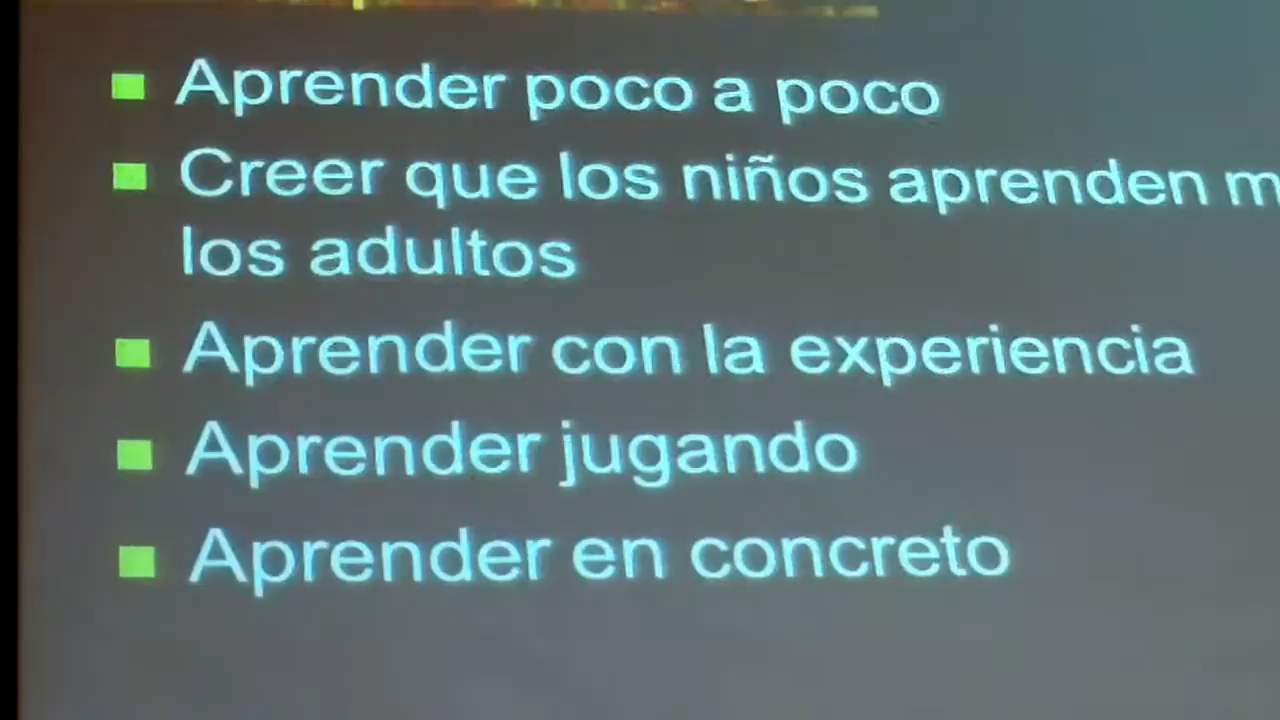 Aprender poco a poco
Creer que los niños aprenden
los adultos
Aprender con la experiencia
Aprender jugando
Aprender en concreto